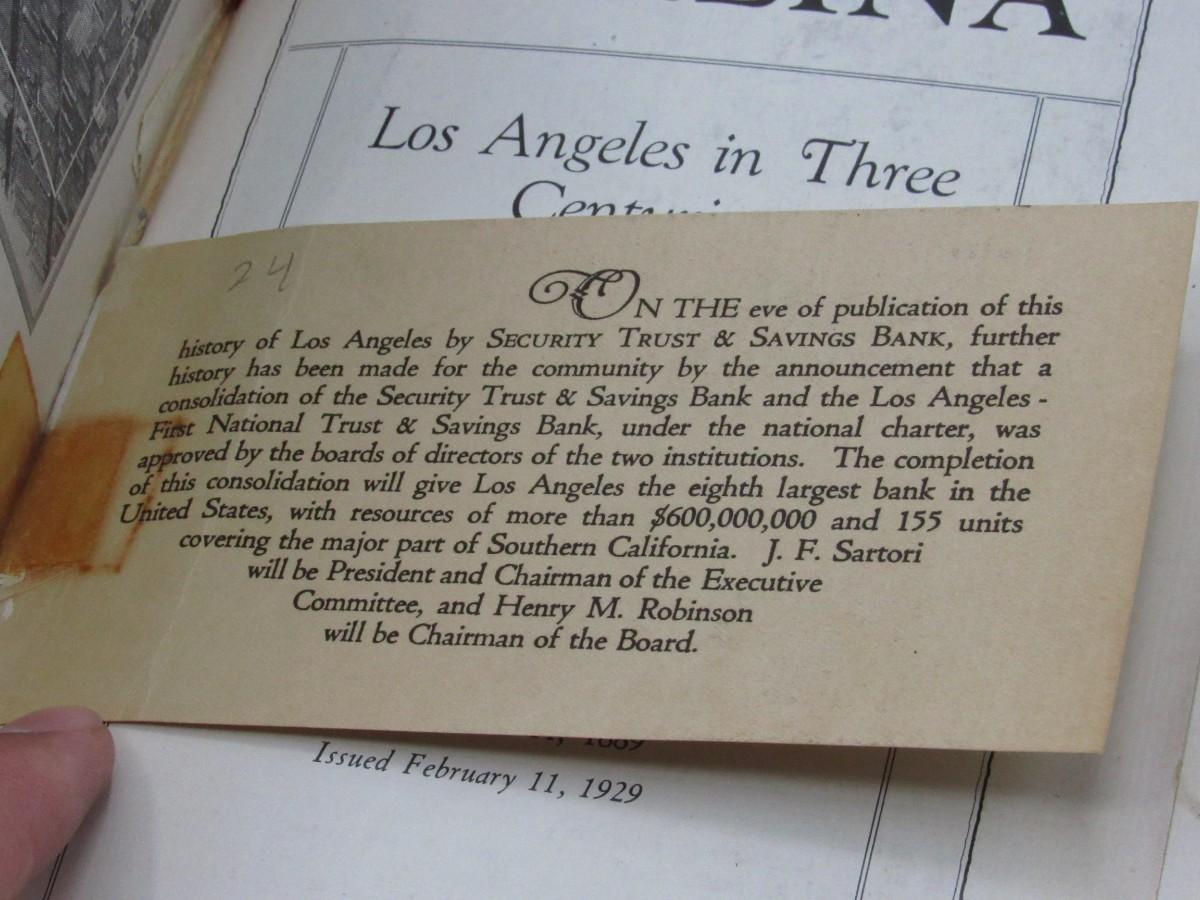 Los Angeles in Three
24
ON THE eve of publication of this
history of Los Angeles by SECURITY TRUST & SAVINGS BANK, further
history has been made for the community by the announcement that a
consolidation of the Security Trust & Savings Bank and the Los Angeles-
First National Trust & Savings Bank, under the national charter, was
approved by the boards of directors of the two institutions. The completion
of this consolidation will give Los Angeles the eighth largest bank in the
United States, with resources of more than $600,000,000 and 155 units
covering the major part of Southern California. J. F. Sartori
will be President and Chairman of the Executive
Committee, and Henry M. Robinson
will be Chairman of the Board.
Issued February 11, 1929